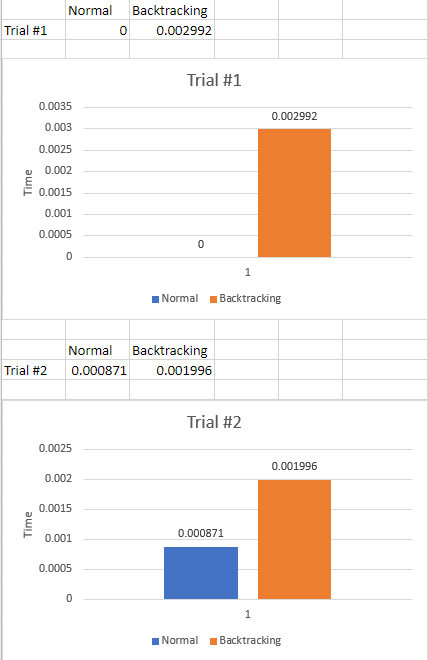 Normal Backtracking
Trial #1 0 0.002992
Trial #1
0.0035
0.003
0.0025
0.002
0.0015
0.001
0.0005
0
Time
0.002992
0
1
Normal Backtracking
Normal Backtracking
Trial #2 0.000871 0.001996
Trial #2
0.0025
0.002
0.0015
0.001
0.0005
0
Time
0.001996
0.000871
1
Normal Backtracking